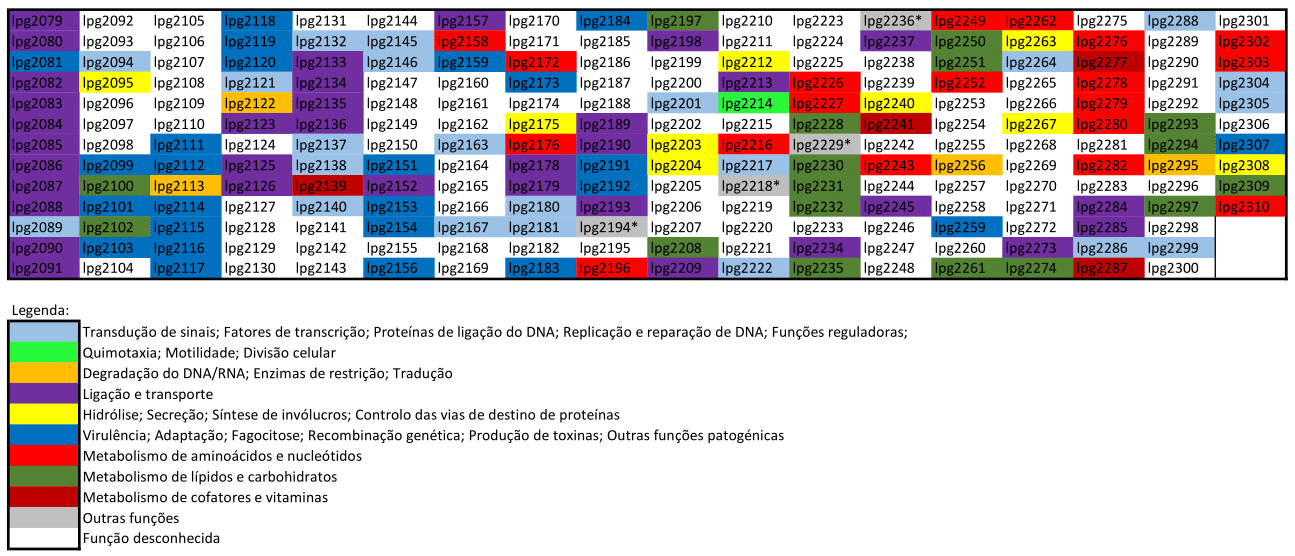 lpg2079 lpg2092 lpg2105 lpg2118 lpg2131 lpg2144 lpg2157 lpg2170 lpg2184 lpg2197 lpg2210 lpg2223 lpg2236* lpg2249 lpg2262 lpg2275 lpg2288 lpg2301
lpg2080 lpg2093 lpg2106 lpg2119 lpg2132 lpg2145 lpg2158 lpg2171 lpg2185 lpg2198 lpg2211 lpg2224 lpg2237 lpg2250 lpg2263 lpg2276 lpg2289 lpg2302
lpg2081 lpg2094 lpg2107 lpg2120 lpg2133 lpg2146 lpg2159 lpg2172 lpg2186 lpg2199 lpg2212 lpg2225 lpg2238 lpg2251 lpg2264 lpg2277 lpg2290 lpg2303
lpg2082 lpg2095 lpg2108 lpg2121 lpg2134 lpg2147 lpg2160 lpg2173 lpg2187 lpg2200 lpg2213 lpg2226 lpg2239 lpg2252 lpg2265 lpg2278 lpg2291 lpg2304
lpg2083 lpg2096 lpg2109 lpg2122 lpg2135 lpg2148 lpg2161 lpg2174 lpg2188 lpg2201 lpg2214 lpg2227 lpg2240 lpg2253 lpg2266 lpg2279 lpg2292 lpg2305
lpg2084 lpg2097 lpg2110 lpg2123 lpg2136 lpg2149 lpg2162 lpg2175 lpg2189 lpg2202 lpg2215 lpg2228 lpg2241 lpg2254 lpg2267 lpg2280 lpg2293 lpg2306
lpg2085 lpg2098 lpg2111 lpg2124 lpg2137 lpg2150 lpg2163 lpg2176 lpg2190 lpg2203 lpg2216 lpg2229* lpg2242 lpg2255 lpg2268 lpg2281 lpg2294 lpg2307
lpg2086 lpg2099 lpg2112 lpg2125 lpg2138 lpg2151 lpg2164 lpg2178 lpg2191 lpg2204 lpg2217 lpg2230 lpg2243 lpg2256 lpg2269 lpg2282 lpg2295 lpg2308
lpg2087 lpg2100 lpg2113 lpg2126 lpg2139 lpg2152 lpg2165 lpg2179 lpg2192 lpg2205 lpg2218* lpg2231 lpg2244 lpg2257 lpg2270 lpg2283 lpg2296 lpg2309
lpg2088 lpg2101 lpg2114 lpg2127 lpg2140 lpg2153 lpg2166 lpg2180 lpg2193 lpg2206 lpg2219 lpg2232 lpg2245 lpg2258 lpg2271 lpg2284 lpg2297 lpg2310
lpg2089 lpg2102 lpg2115 lpg2128 lpg2141 lpg2154 lpg2167 lpg2181 lpg2194* lpg2207 lpg2220 lpg2233 lpg2246 lpg2259 lpg2272 lpg2285 lpg2298
lpg2090 lpg2103 lpg2116 lpg2129 lpg2142 lpg2155 lpg2168 lpg2182 lpg2195 lpg2208 lpg2221 lpg2234 lpg2247 lpg2260 lpg2273 lpg2286 lpg2299
lpg2091 lpg2104 lpg2117 lpg2130 lpg2143 lpg2156 lpg2169 lpg2183 lpg2196 lpg2209 lpg2222 lpg2235 lpg2248 lpg2261 lpg2274 lpg2287 lpg2300
Legenda:
Transdução de sinais; Fatores de transcrição; Proteínas de ligação do DNA; Replicação e reparação de DNA; Funções reguladoras;
Quimotaxia; Motilidade; Divisão celular
Degradação do DNA/RNA; Enzimas de restrição; Tradução
Ligação e transporte
Hidrólise; Secreção; Síntese de invólucros; Controlo das vias de destino de proteínas
Virulência; Adaptação; Fagocitose; Recombinação genética; Produção de toxinas; Outras funções patogénicas
Metabolismo de aminoácidos e nucleótidos
Metabolismo de lípidos e carbohidratos
Metabolismo de cofatores e vitaminas
Outras funções
Função desconhecida